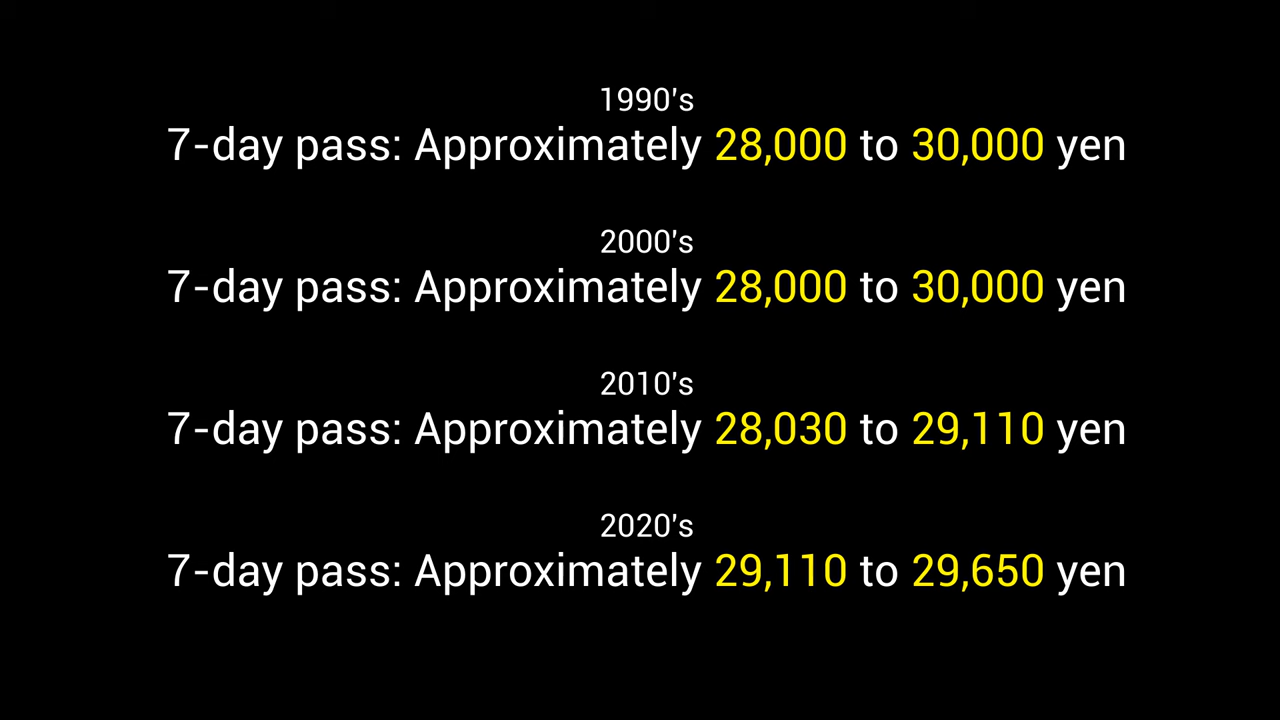 1990's
7-day pass: Approximately 28,000 to 30,000 yen
2000's
7-day pass: Approximately 28,000 to 30,000 yen
2010's
7-day pass: Approximately 28,030 to 29,110 yen
2020's
7-day pass: Approximately 29,110 to 29,650 yen